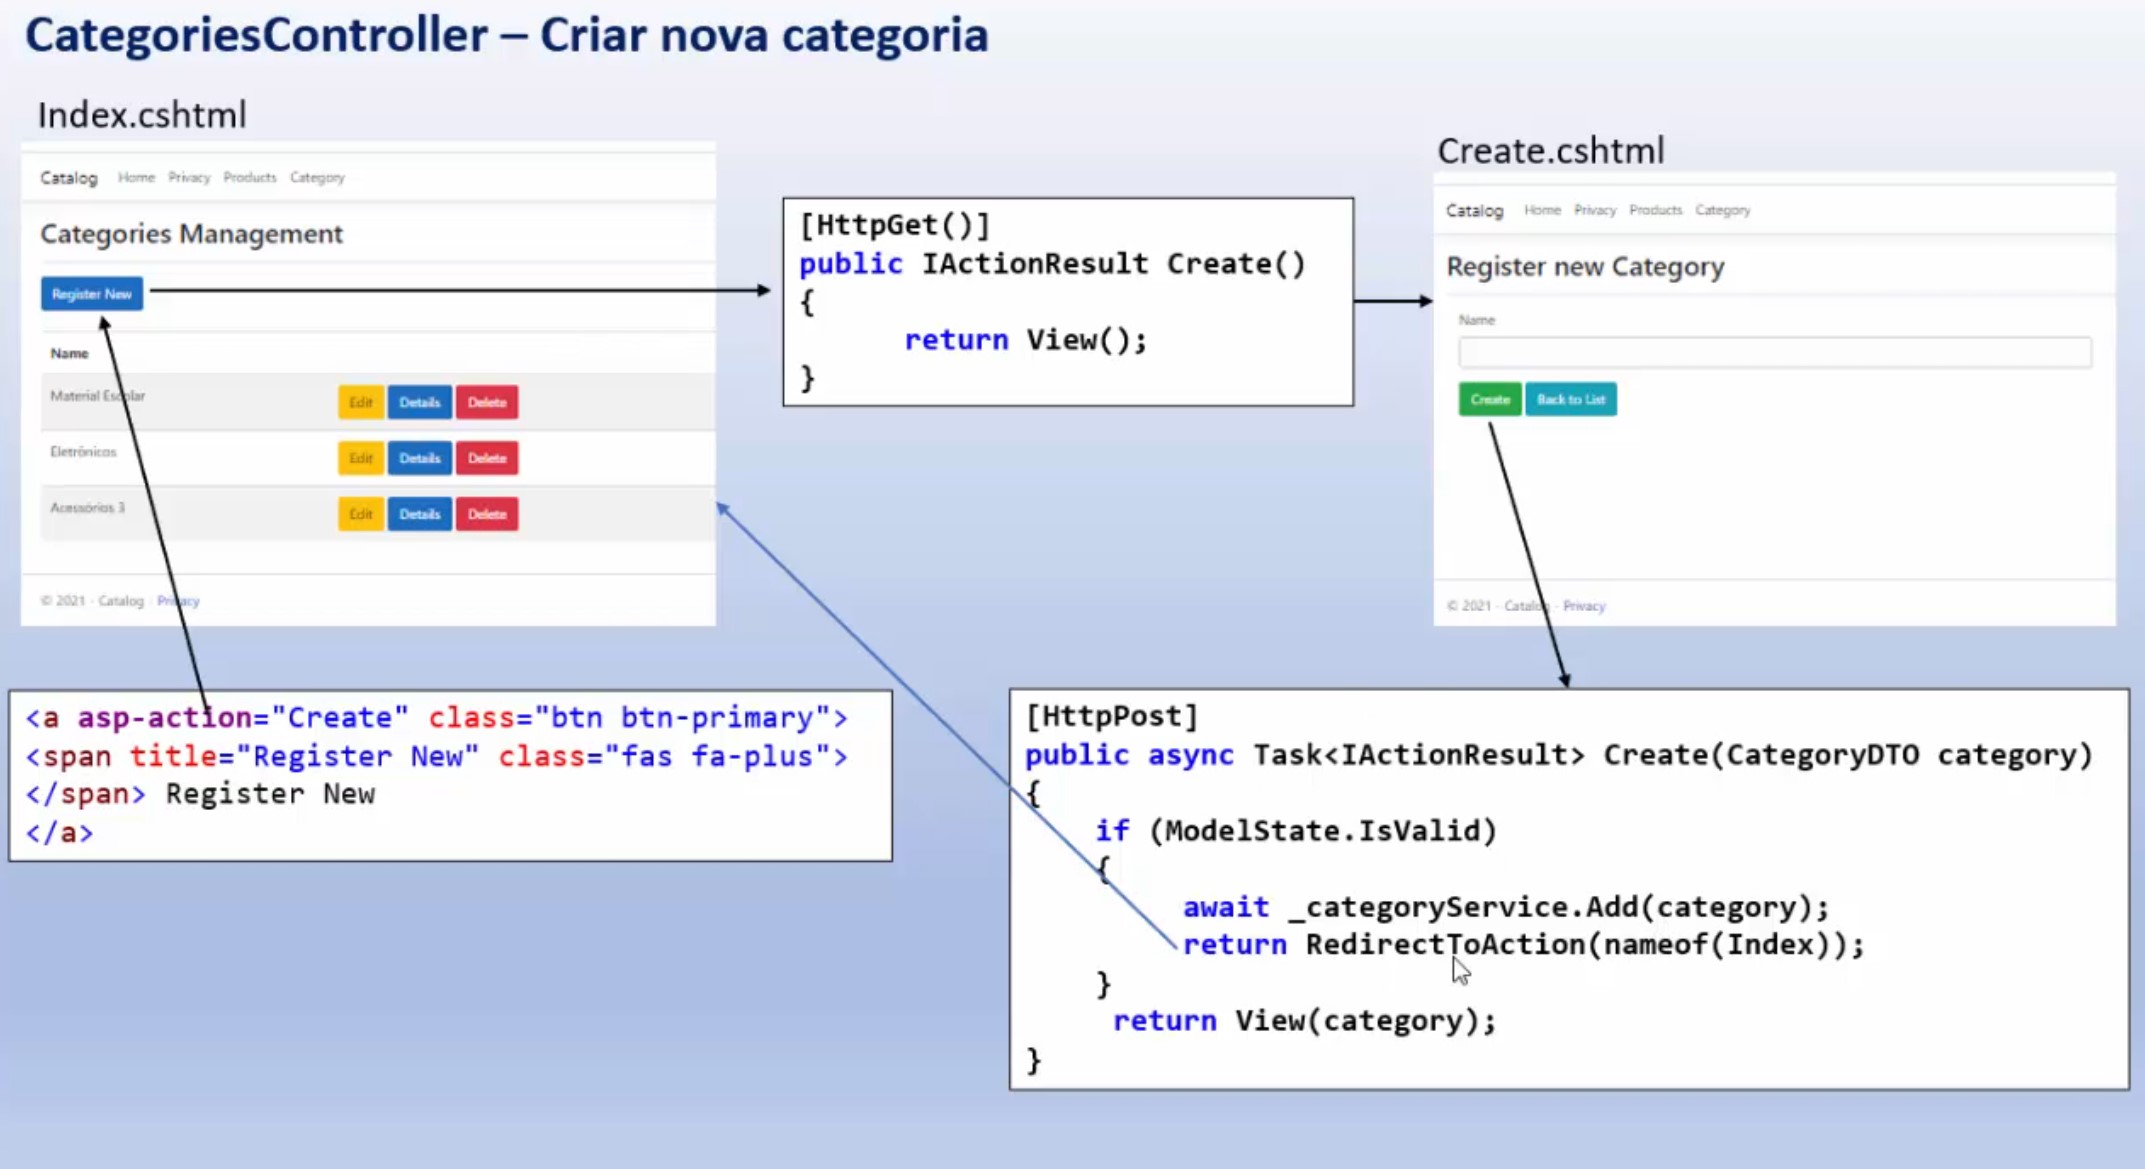 CategoriesController – Criar nova categoria
Index.cshtml
Catalog Home Privacy Products Category
Categories Management
Register New
Name
Material Escolar Edit Details Delete
Eletrônicos Edit Details Delete
Acessórios 3 Edit Details Delete
© 2021 - Catalog - Privacy
[HttpGet()]
public IActionResult Create()
{
return View();
}
Create.cshtml
Catalog Home Privacy Products Category
Register new Category
Name
Create Back to List
© 2021 - Catalog - Privacy
<a asp-action="Create" class="btn btn-primary">
<span title="Register New" class="fas fa-plus">
</span> Register New
</a>
[HttpPost]
public async Task<IActionResult> Create(CategoryDTO category)
{
if (ModelState.IsValid)
{
await _categoryService.Add(category);
return RedirectToAction(nameof(Index));
}
return View(category);
}